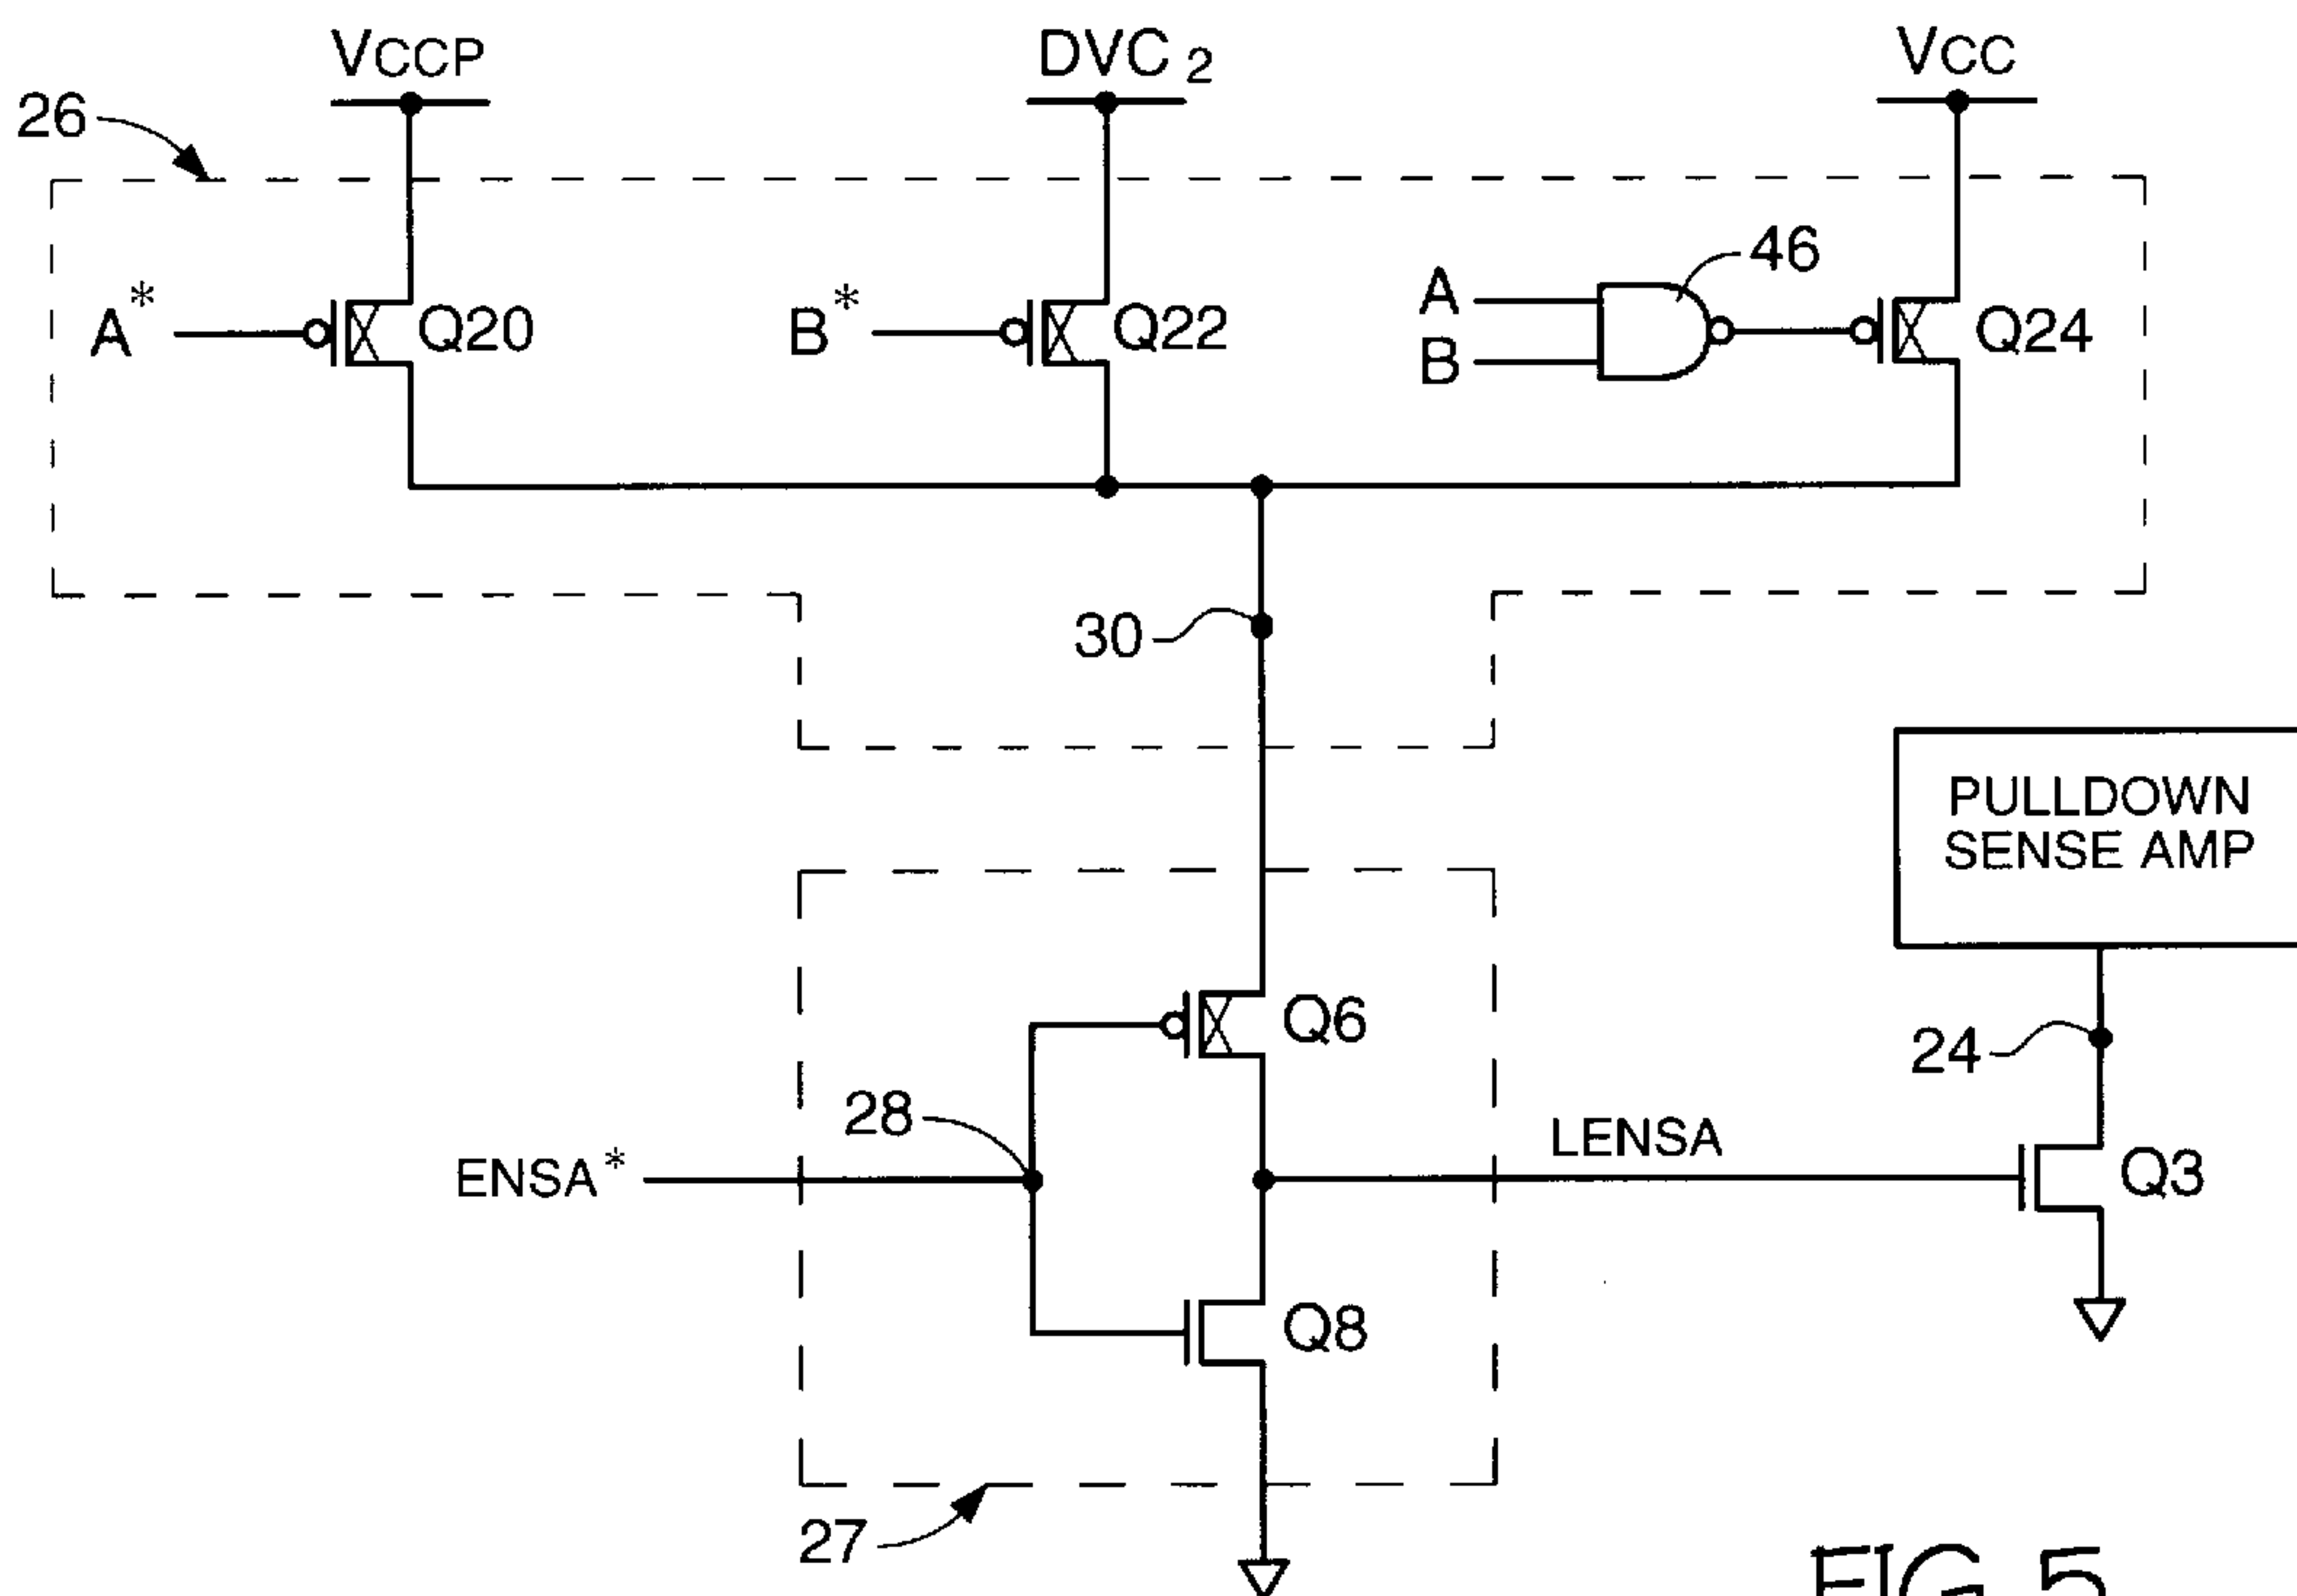 VCCP
DVC 2
VCC
26
46
A*
Q20
B*
Q22
A
B
Q24
30
PULLDOWN
SENSE AMP
Q6
24
28
LENSA
ENSA*
Q3
Q8
27
FIG. 5